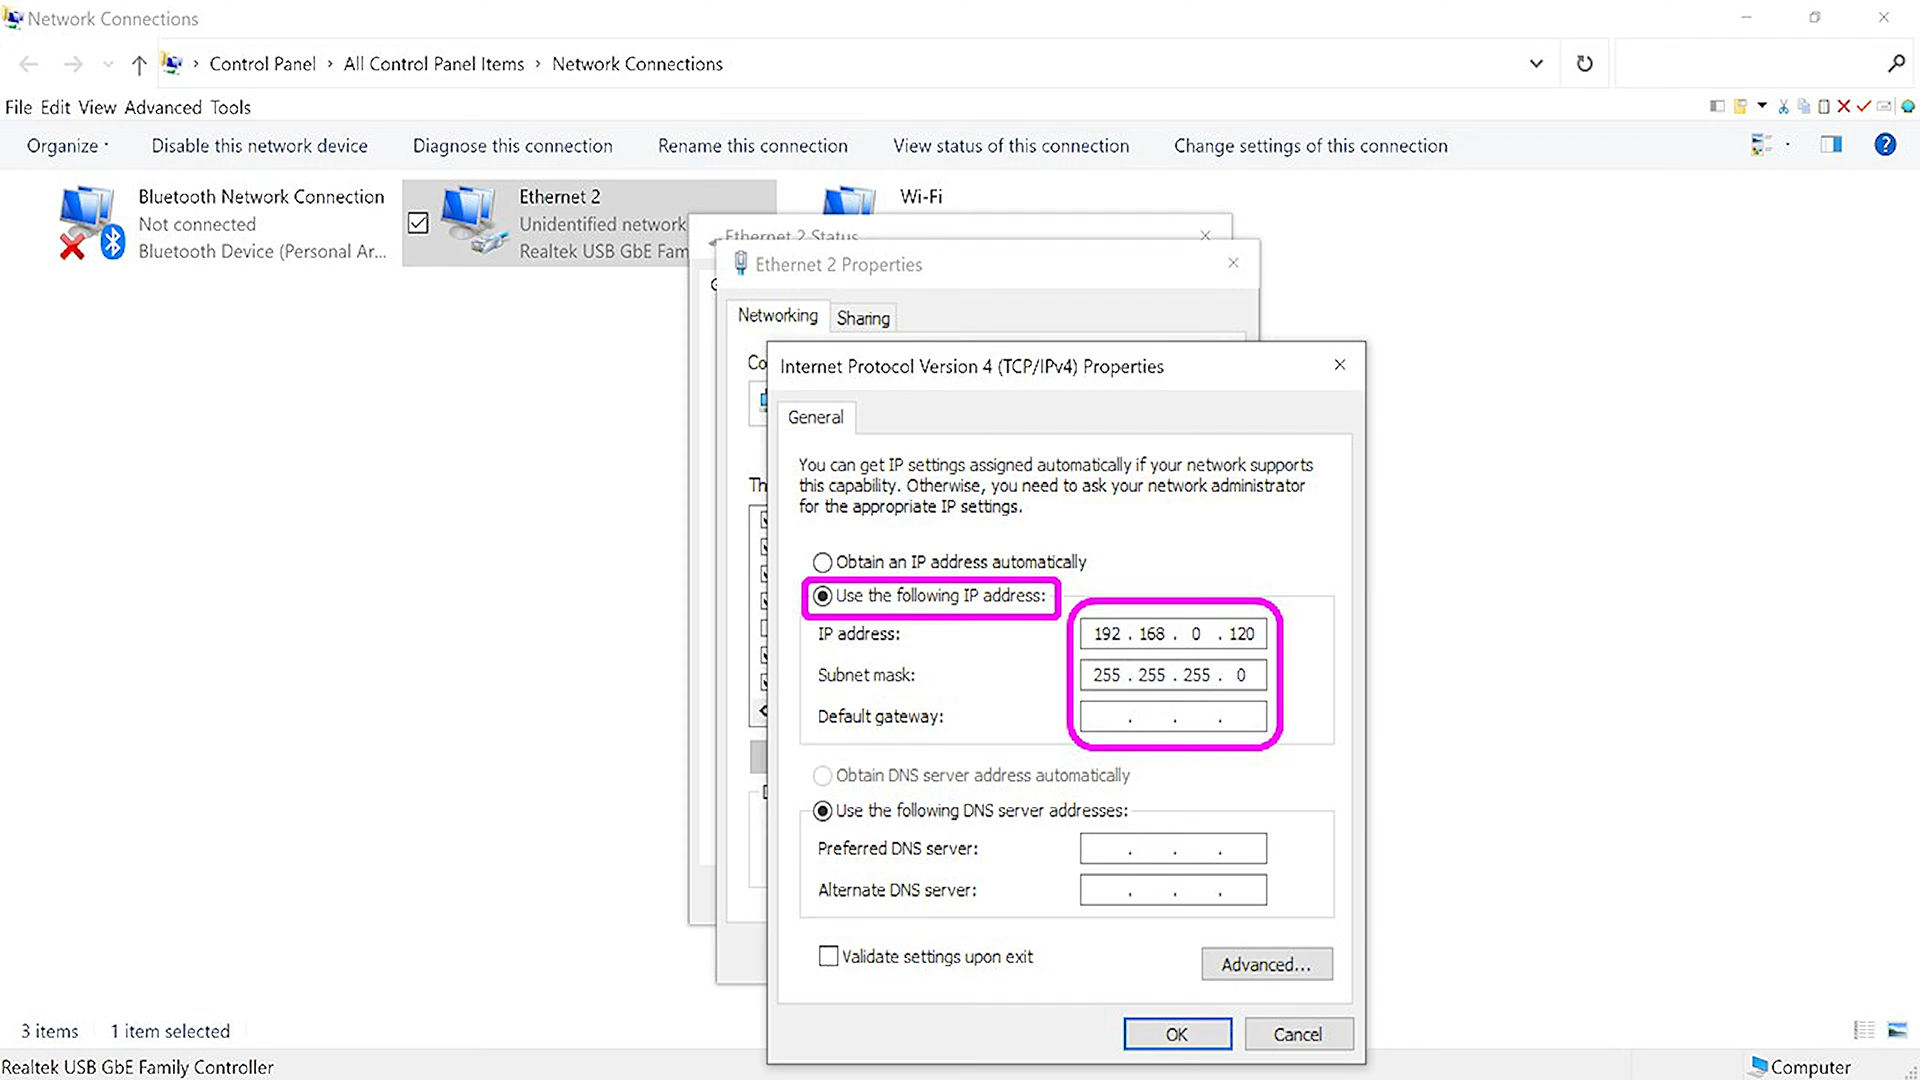 Network Connections
Control Panel › All Control Panel Items › Network Connections
File Edit View Advanced Tools
Organize Disable this network device Diagnose this connection Rename this connection View status of this connection Change settings of this connection
Bluetooth Network Connection
Not connected
Bluetooth Device (Personal Ar...
Ethernet 2
Unidentified network
Realtek USB GbE Fam
Wi-Fi
Ethernet 2 Status
Ethernet 2 Properties
Networking Sharing
Co
Th
Internet Protocol Version 4 (TCP/IPv4) Properties
General
You can get IP settings assigned automatically if your network supports
this capability. Otherwise, you need to ask your network administrator
for the appropriate IP settings.
Obtain an IP address automatically
Use the following IP address:
IP address: 192 . 168 . 0 . 120
Subnet mask: 255 . 255 . 255 . 0
Default gateway: . . .
Obtain DNS server address automatically
Use the following DNS server addresses:
Preferred DNS server: . . .
Alternate DNS server: . . .
Validate settings upon exit
Advanced...
OK Cancel
3 items 1 item selected
Realtek USB GbE Family Controller
Computer